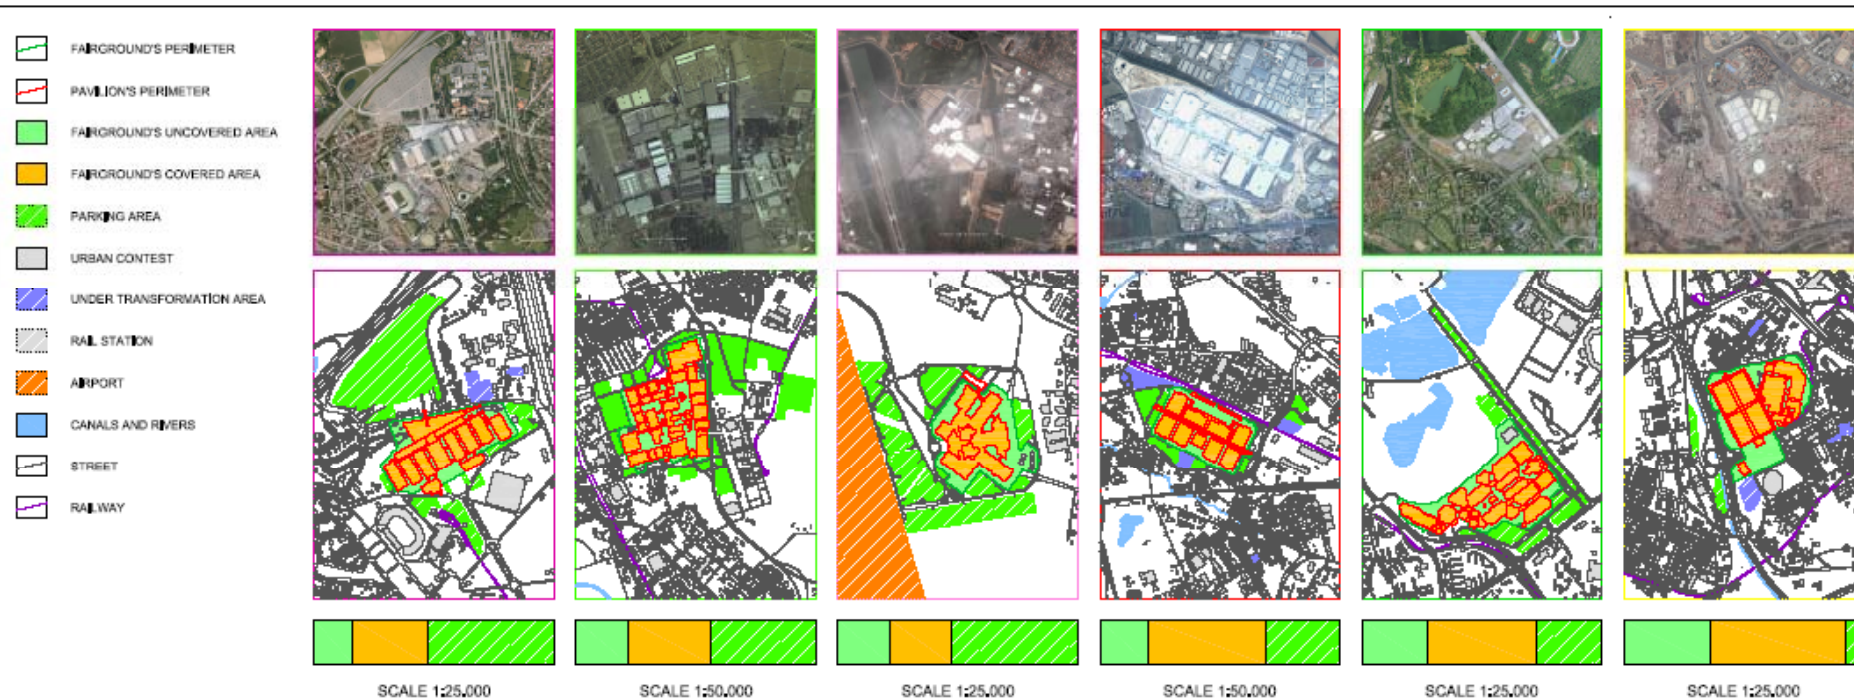 FAIRGROUND'S PERIMETER
PAVILION'S PERIMETER
FAIRGROUND'S UNCOVERED AREA
FAIRGROUND'S COVERED AREA
PARKING AREA
URBAN CONTEST
UNDER TRANSFORMATION AREA
RAIL STATION
AIRPORT
CANALS AND RIVERS
STREET
RAILWAY
SCALE 1:25.000
SCALE 1:50.000
SCALE 1:25.000
SCALE 1:50.000
SCALE 1:25.000
SCALE 1:25.000